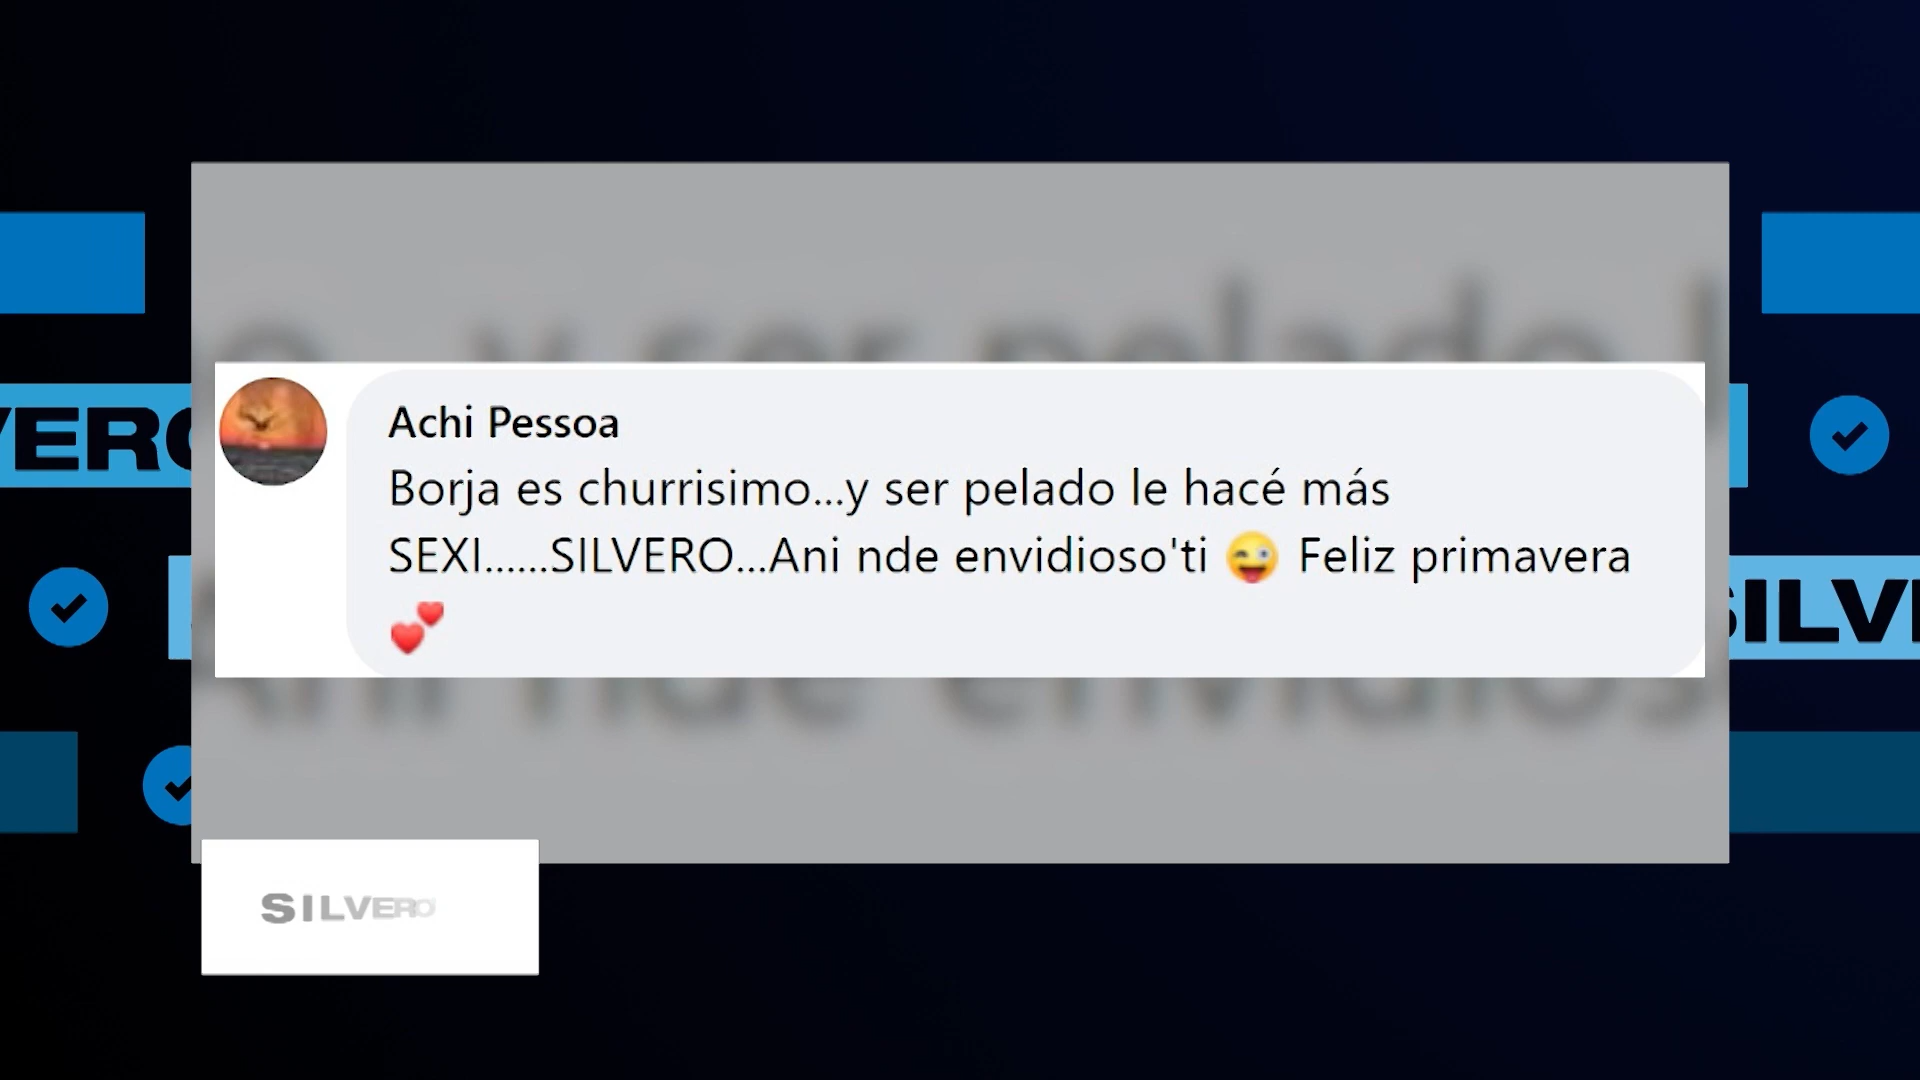 Achi Pessoa
Borja es churrisimo...y ser pelado le hacé más
SEXI......SILVERO...Ani nde envidioso'ti 😜 Feliz primavera
💕
SILVERO